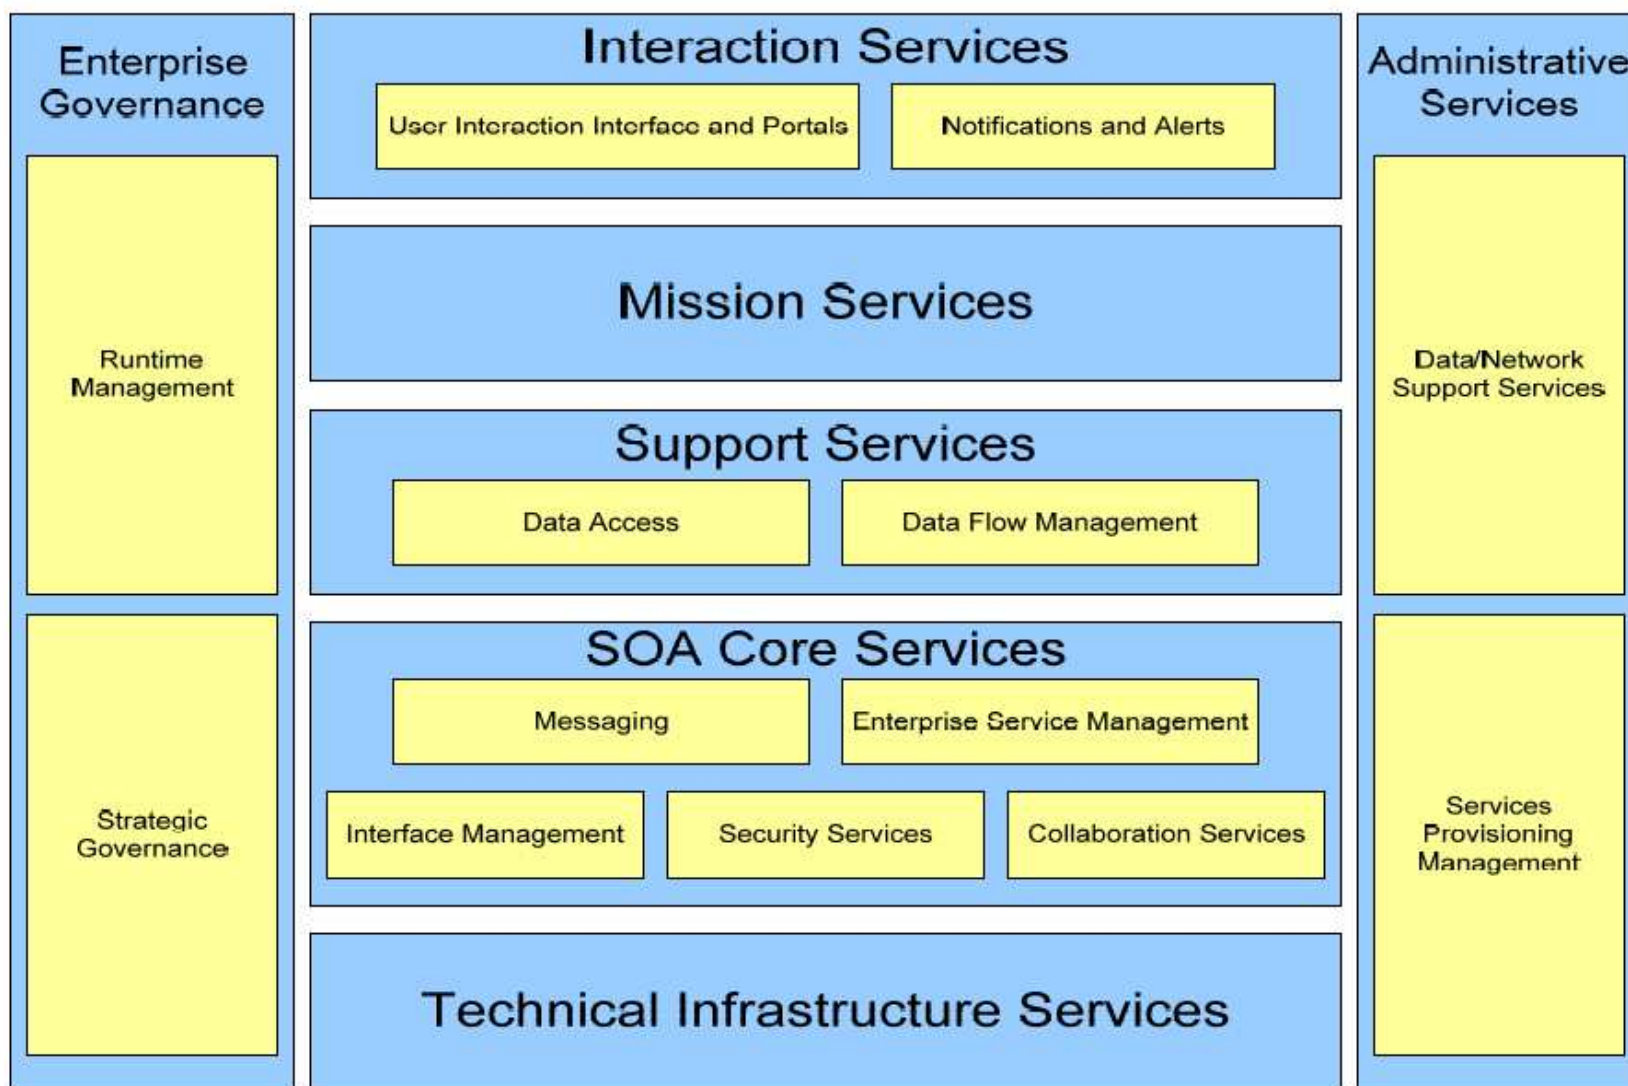 Enterprise
Governance
Runtime
Management
Strategic
Governance
Interaction Services
User Interaction Interface and Portals
Notifications and Alerts
Mission Services
Support Services
Data Access
Data Flow Management
SOA Core Services
Messaging
Enterprise Service Management
Interface Management
Security Services
Collaboration Services
Technical Infrastructure Services
Administrative
Services
Data/Network
Support Services
Services
Provisioning
Management